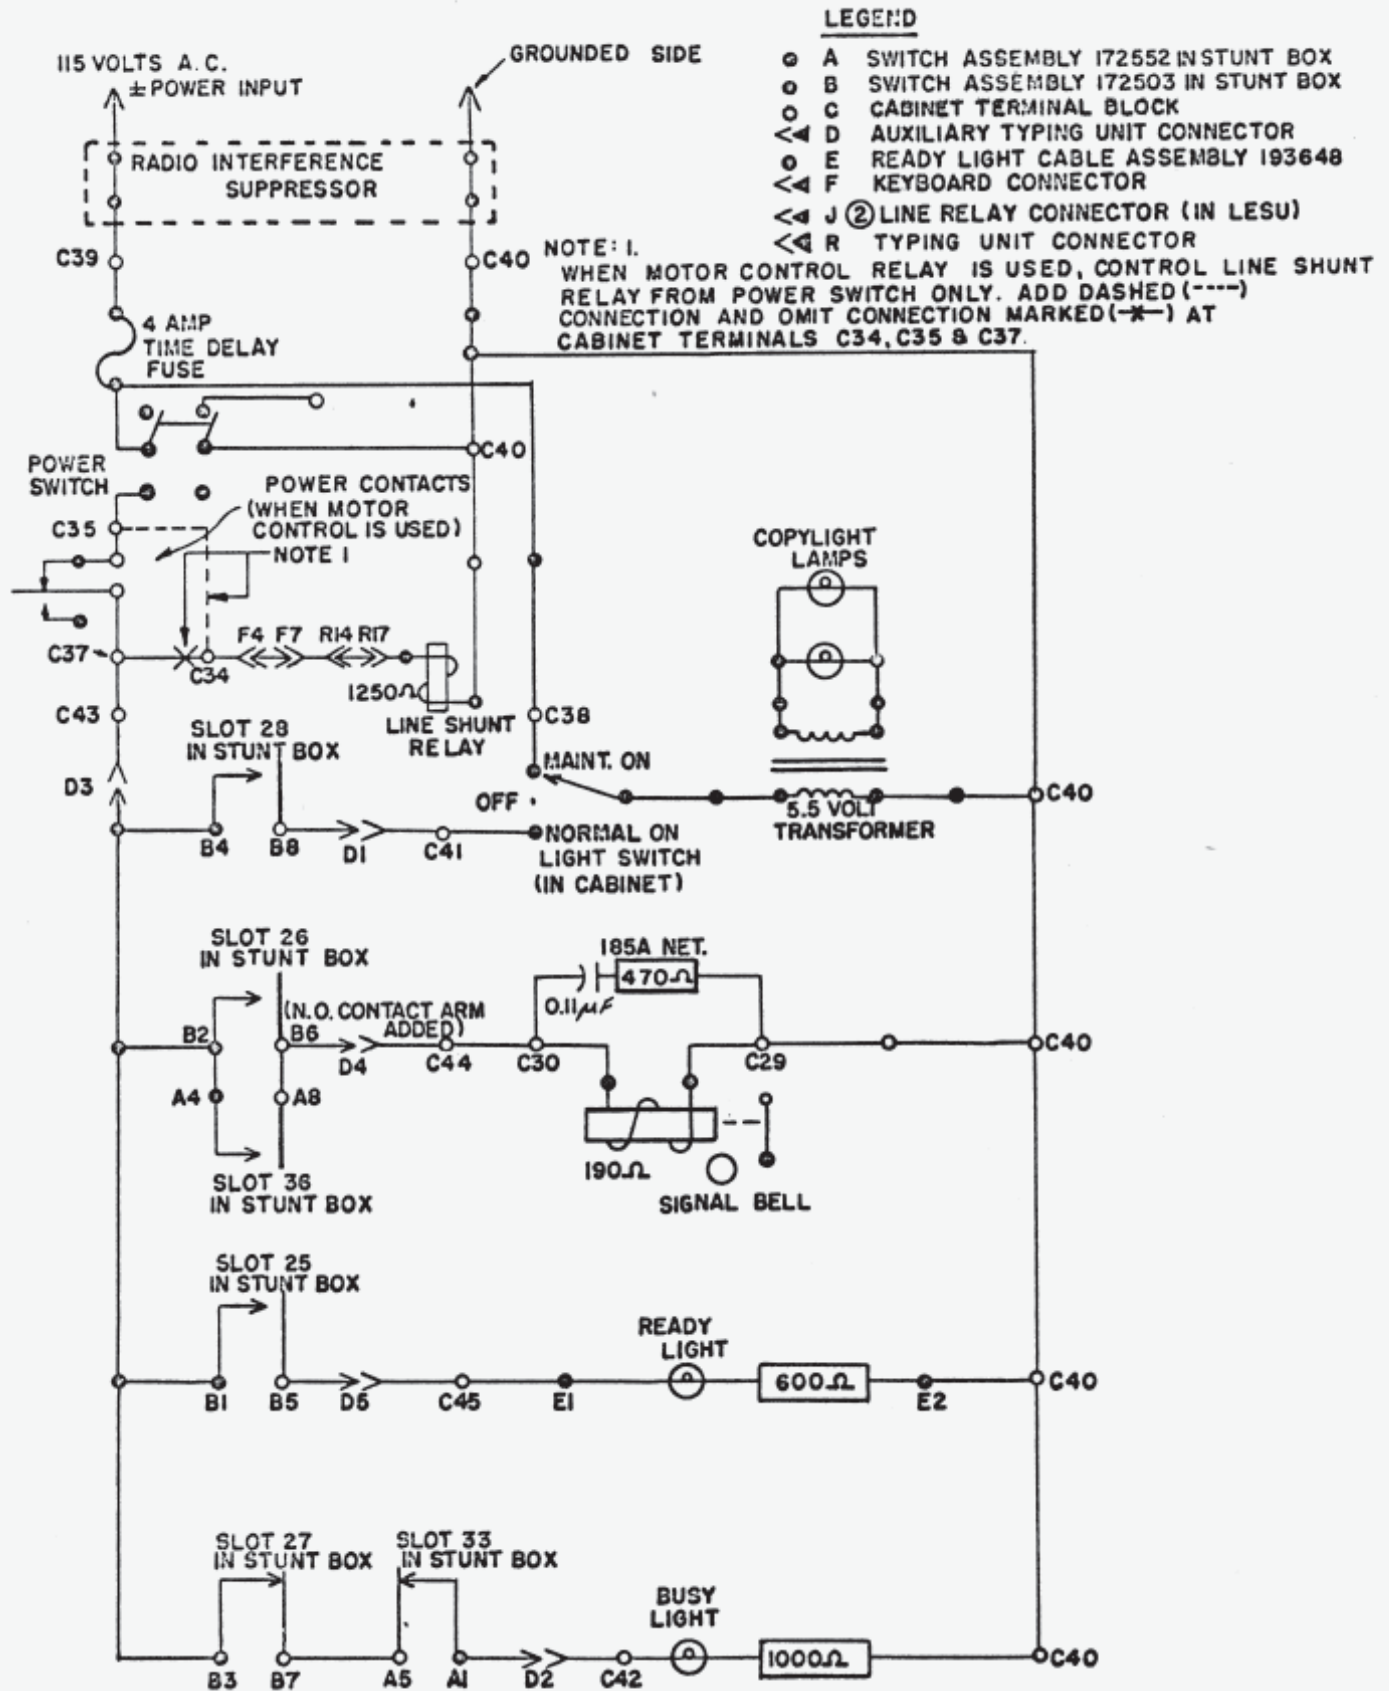 LEGEND
115 VOLTS A.C.
± POWER INPUT
GROUNDED SIDE
A SWITCH ASSEMBLY 172552 IN STUNT BOX
B SWITCH ASSEMBLY 172503 IN STUNT BOX
C CABINET TERMINAL BLOCK
D AUXILIARY TYPING UNIT CONNECTOR
E READY LIGHT CABLE ASSEMBLY 193648
F KEYBOARD CONNECTOR
J ② LINE RELAY CONNECTOR (IN LESU)
R TYPING UNIT CONNECTOR
RADIO INTERFERENCE
SUPPRESSOR
C39
C40
NOTE: 1.
WHEN MOTOR CONTROL RELAY IS USED, CONTROL LINE SHUNT
RELAY FROM POWER SWITCH ONLY. ADD DASHED (----)
CONNECTION AND OMIT CONNECTION MARKED (-X-) AT
CABINET TERMINALS C34, C35 & C37.
4 AMP
TIME DELAY
FUSE
C40
POWER
SWITCH
POWER CONTACTS
(WHEN MOTOR
CONTROL IS USED)
C35
NOTE 1
COPYLIGHT
LAMPS
F4 F7 R14 R17
C37
C34
1250Ω
LINE SHUNT
RELAY
C43
C38
SLOT 28
IN STUNT BOX
MAINT. ON
D3
OFF
C40
5.5 VOLT
TRANSFORMER
B4 B8 D1 C41
NORMAL ON
LIGHT SWITCH
(IN CABINET)
SLOT 26
IN STUNT BOX
185A NET.
470Ω
0.11μF
(N.O. CONTACT ARM
ADDED)
B2 B6 D4 C44 C30 C29 C40
A4 A8
190Ω
SIGNAL BELL
SLOT 36
IN STUNT BOX
SLOT 25
IN STUNT BOX
READY
LIGHT
600Ω
C40
B1 B5 D5 C45 E1 E2
SLOT 27
IN STUNT BOX
SLOT 33
IN STUNT BOX
BUSY
LIGHT
1000Ω
C40
B3 B7 A5 A1 D2 C42